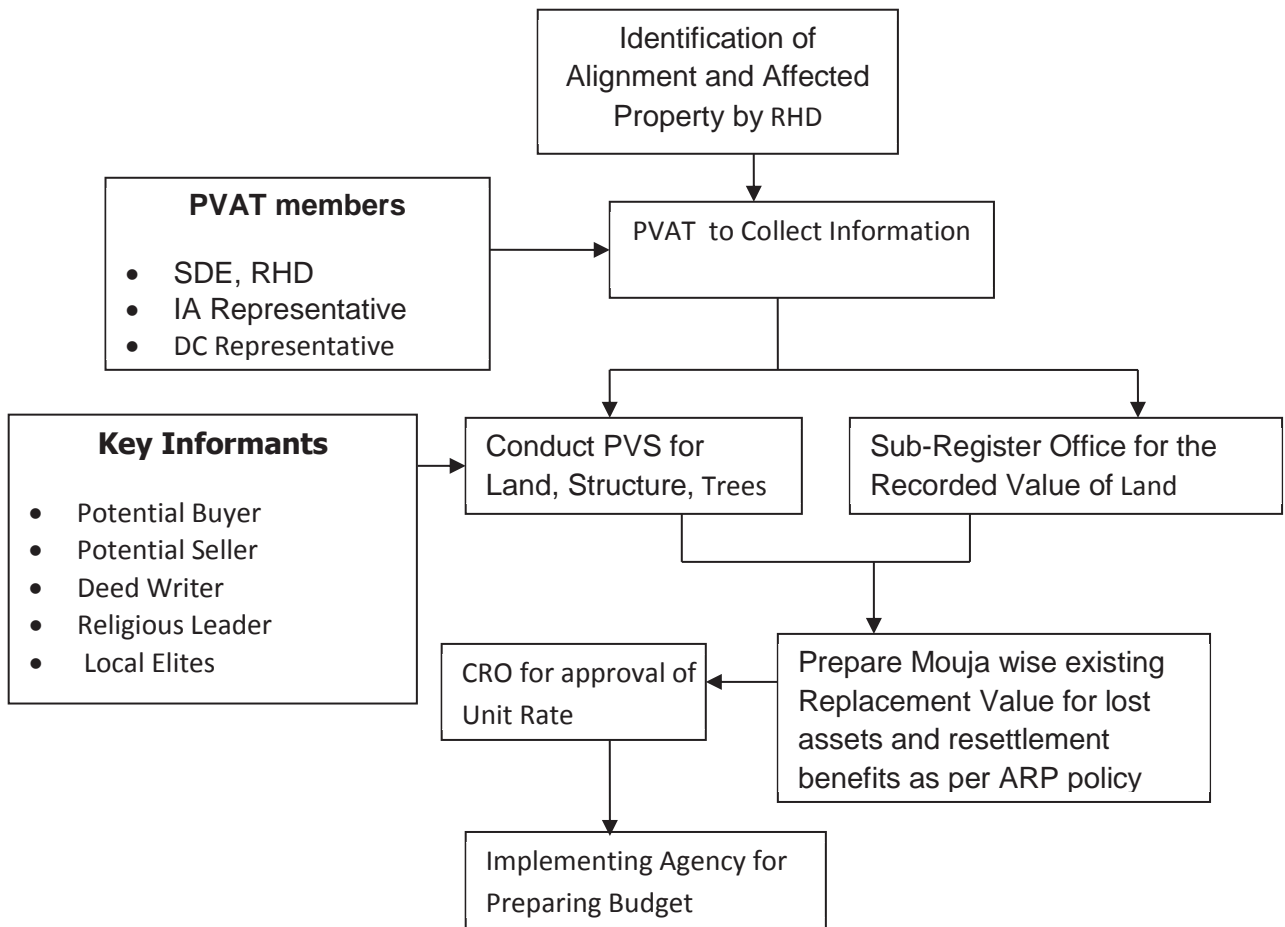 Identification of
Alignment and Affected
Property by RHD
PVAT members
• SDE, RHD
• IA Representative
• DC Representative
PVAT to Collect Information
Key Informants
• Potential Buyer
• Potential Seller
• Deed Writer
• Religious Leader
• Local Elites
Conduct PVS for
Land, Structure, Trees
Sub-Register Office for the
Recorded Value of Land
CRO for approval of
Unit Rate
Prepare Mouja wise existing
Replacement Value for lost
assets and resettlement
benefits as per ARP policy
Implementing Agency for
Preparing Budget